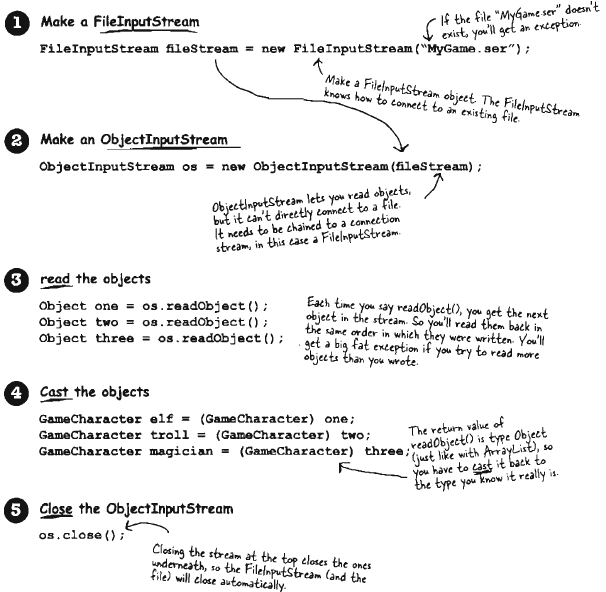 1 Make a FileInputStream
If the file “MyGame.ser” doesn't
exist, you'll get an exception.
FileInputStream fileStream = new FileInputStream(“MyGame.ser”);
Make a FileInputStream object. The FileInputStream
knows how to connect to an existing file.
2 Make an ObjectInputStream
ObjectInputStream os = new ObjectInputStream(fileStream);
ObjectInputStream lets you read objects,
but it can't directly connect to a file.
It needs to be chained to a connection
stream, in this case a FileInputStream.
3 read the objects
Object one = os.readObject();
Object two = os.readObject();
Object three = os.readObject();
Each time you say readObject(), you get the next
object in the stream. So you'll read them back in
the same order in which they were written. You'll
get a big fat exception if you try to read more
objects than you wrote.
4 Cast the objects
GameCharacter elf = (GameCharacter) one;
GameCharacter troll = (GameCharacter) two;
GameCharacter magician = (GameCharacter) three;
The return value of
readObject() is type Object
(just like with ArrayList), so
you have to cast it back to
the type you know it really is.
5 Close the ObjectInputStream
os.close();
Closing the stream at the top closes the ones
underneath, so the FileInputStream (and the
file) will close automatically.